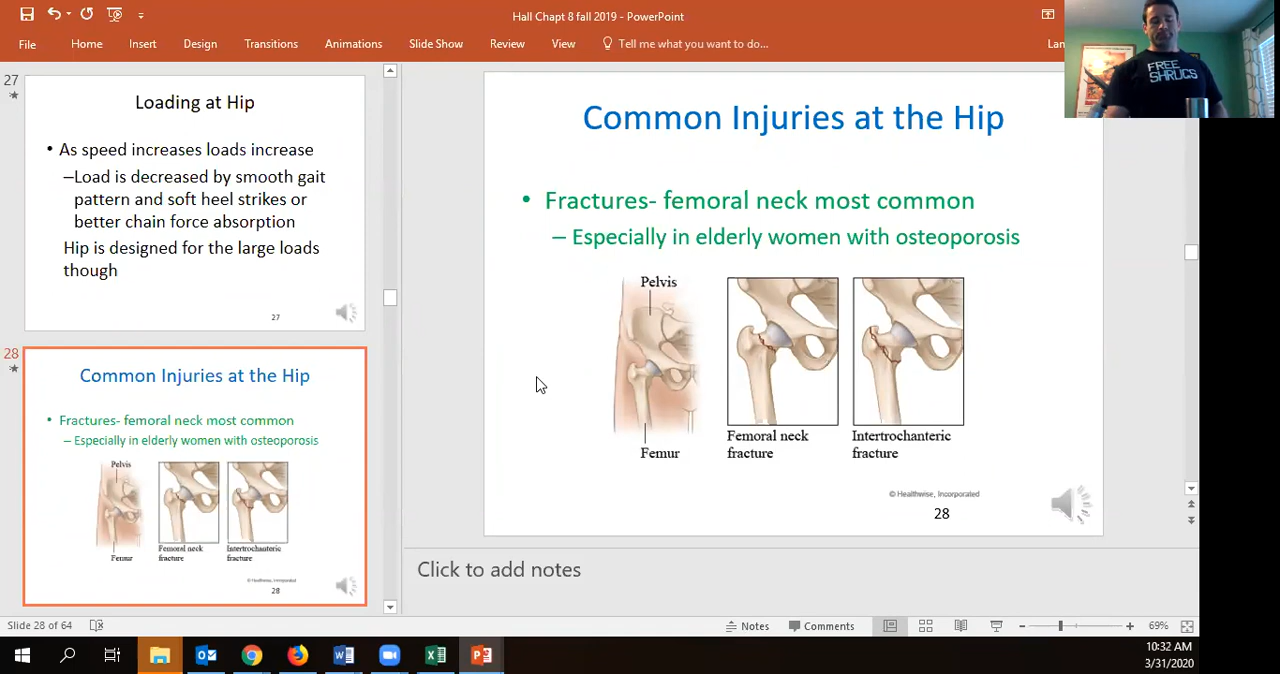 Hall Chapt 8 fall 2019 - PowerPoint
File
Home
Insert
Design
Transitions
Animations
Slide Show
Review
View
Tell me what you want to do...
Lan
FREE
SHRUGS
27
Loading at Hip
• As speed increases loads increase
–Load is decreased by smooth gait
pattern and soft heel strikes or
better chain force absorption
Hip is designed for the large loads
though
27
28
Common Injuries at the Hip
• Fractures- femoral neck most common
– Especially in elderly women with osteoporosis
Pelvis
Femur
Femoral neck
fracture
Intertrochanteric
fracture
© Healthwise, Incorporated
28
Common Injuries at the Hip
• Fractures- femoral neck most common
– Especially in elderly women with osteoporosis
Pelvis
Femur
Femoral neck
fracture
Intertrochanteric
fracture
© Healthwise, Incorporated
28
Click to add notes
Slide 28 of 64
Notes
Comments
69%
10:32 AM
3/31/2020